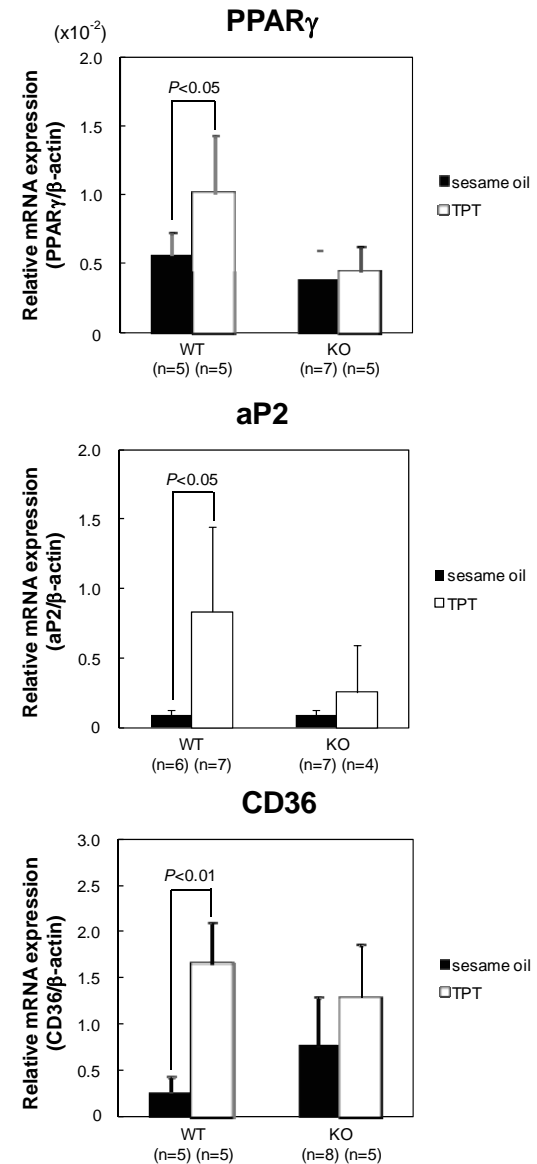 PPARγ
(x10⁻²)
Relative mRNA expression
(PPARγ/β-actin)
2.0
1.5
1.0
0.5
0
P<0.05
sesame oil
TPT
WT
KO
(n=5) (n=5)
(n=7) (n=5)
aP2
Relative mRNA expression
(aP2/β-actin)
2.0
1.5
1.0
0.5
0
P<0.05
sesame oil
TPT
WT
KO
(n=6) (n=7)
(n=7) (n=4)
CD36
Relative mRNA expression
(CD36/β-actin)
3.0
2.5
2.0
1.5
1.0
0.5
0
P<0.01
sesame oil
TPT
WT
KO
(n=5) (n=5)
(n=8) (n=5)